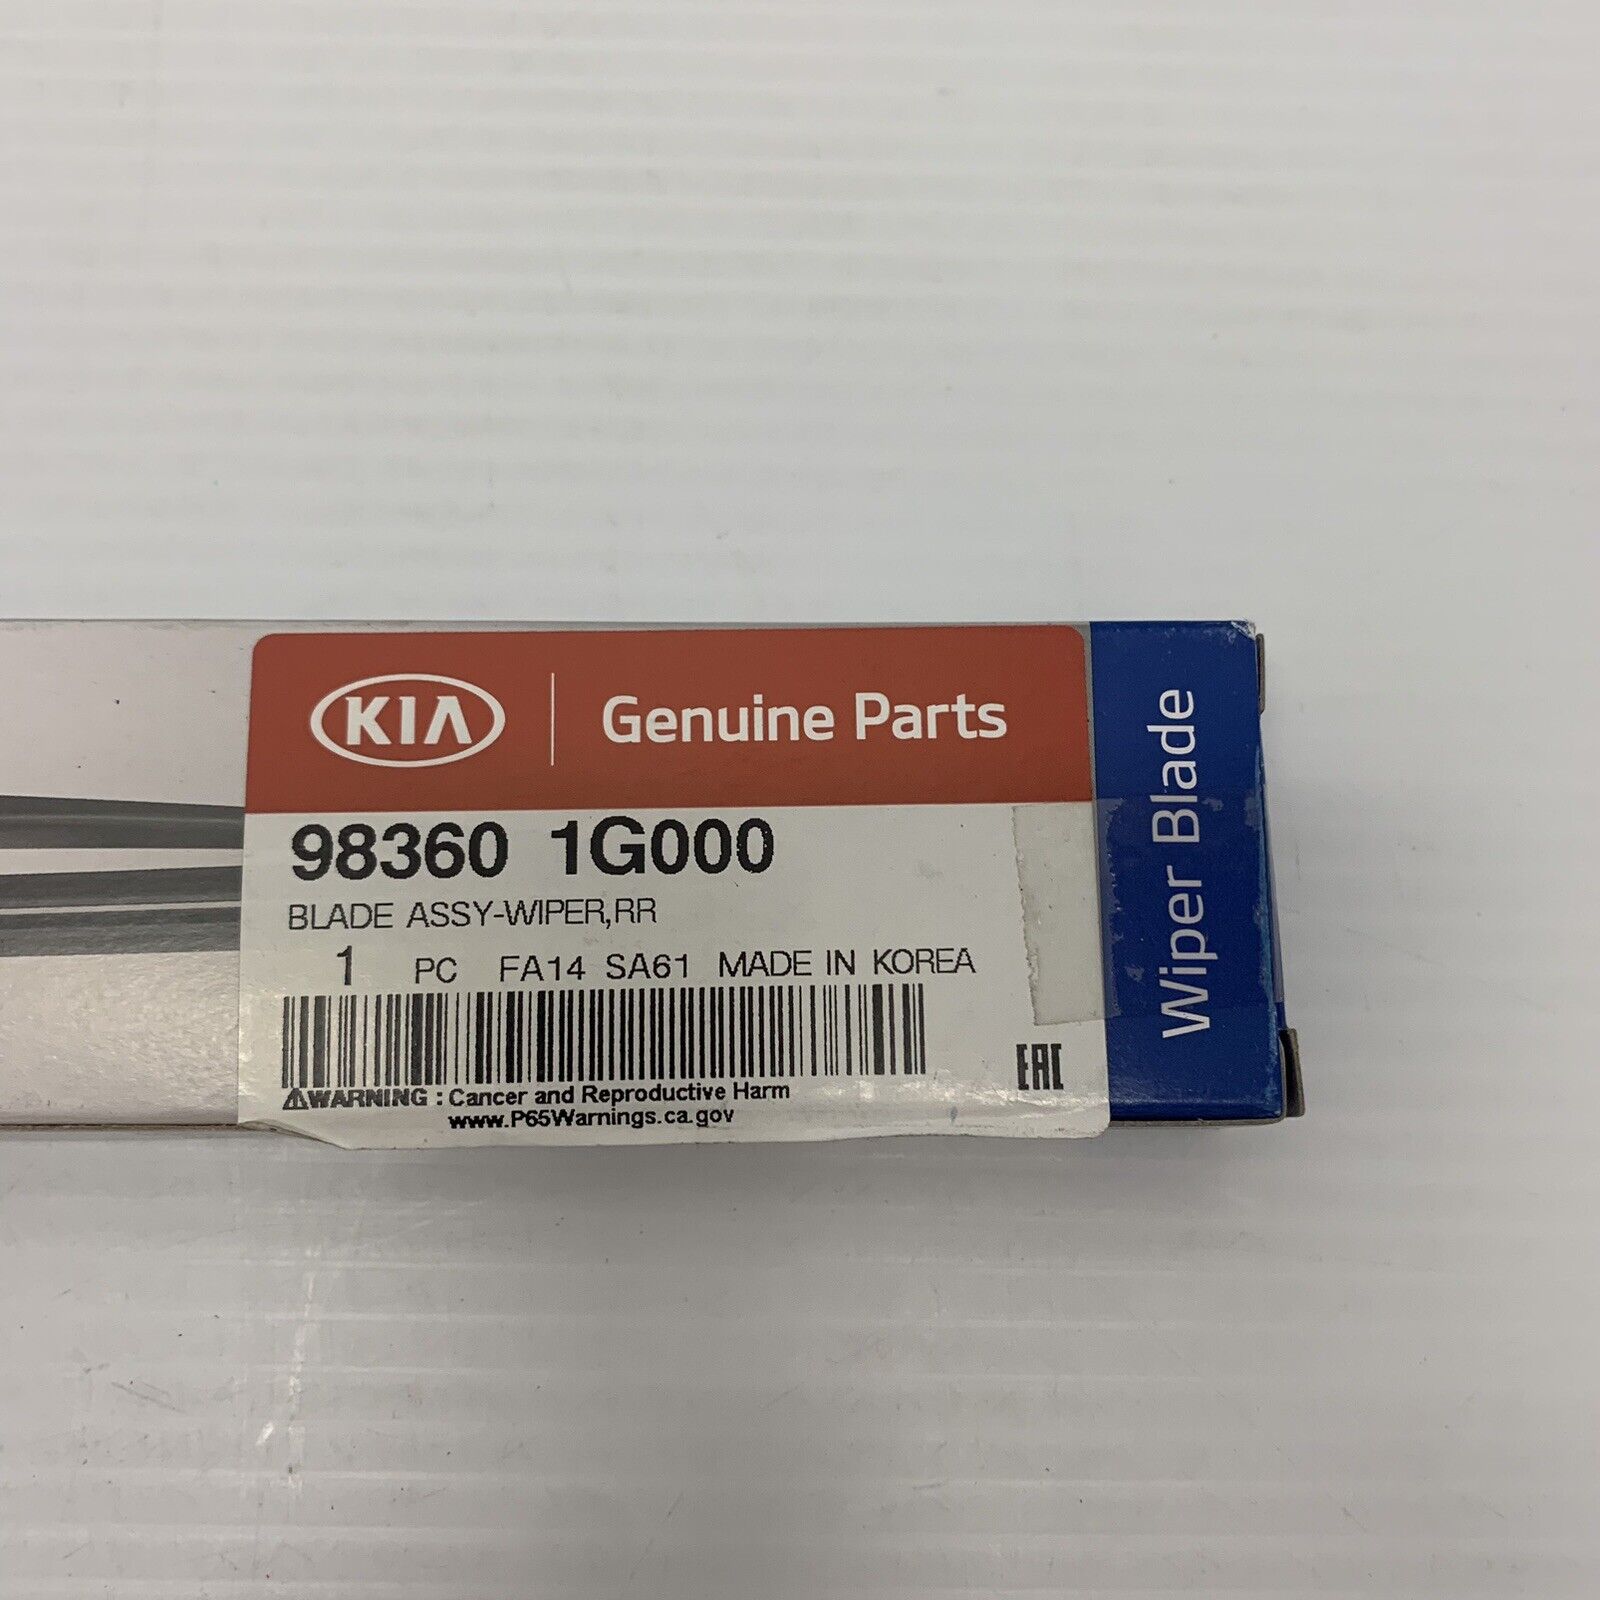 KIA Genuine Parts
98360 1G000
BLADE ASSY-WIPER,RR
1 PC FA14 SA61 MADE IN KOREA
EAC
WARNING : Cancer and Reproductive Harm
www.P65Warnings.ca.gov
Wiper Blade